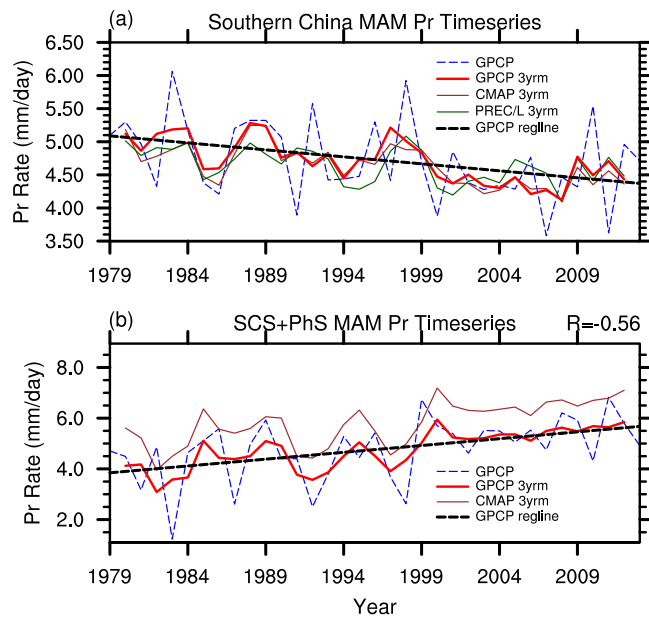 (a) Southern China MAM Pr Timeseries
6.50
6.00
5.50
5.00
4.50
4.00
3.50
Pr Rate (mm/day)
GPCP
GPCP 3yrm
CMAP 3yrm
PREC/L 3yrm
GPCP regline
1979 1984 1989 1994 1999 2004 2009
(b) SCS+PhS MAM Pr Timeseries R=-0.56
8.0
6.0
4.0
2.0
Pr Rate (mm/day)
GPCP
GPCP 3yrm
CMAP 3yrm
GPCP regline
1979 1984 1989 1994 1999 2004 2009
Year